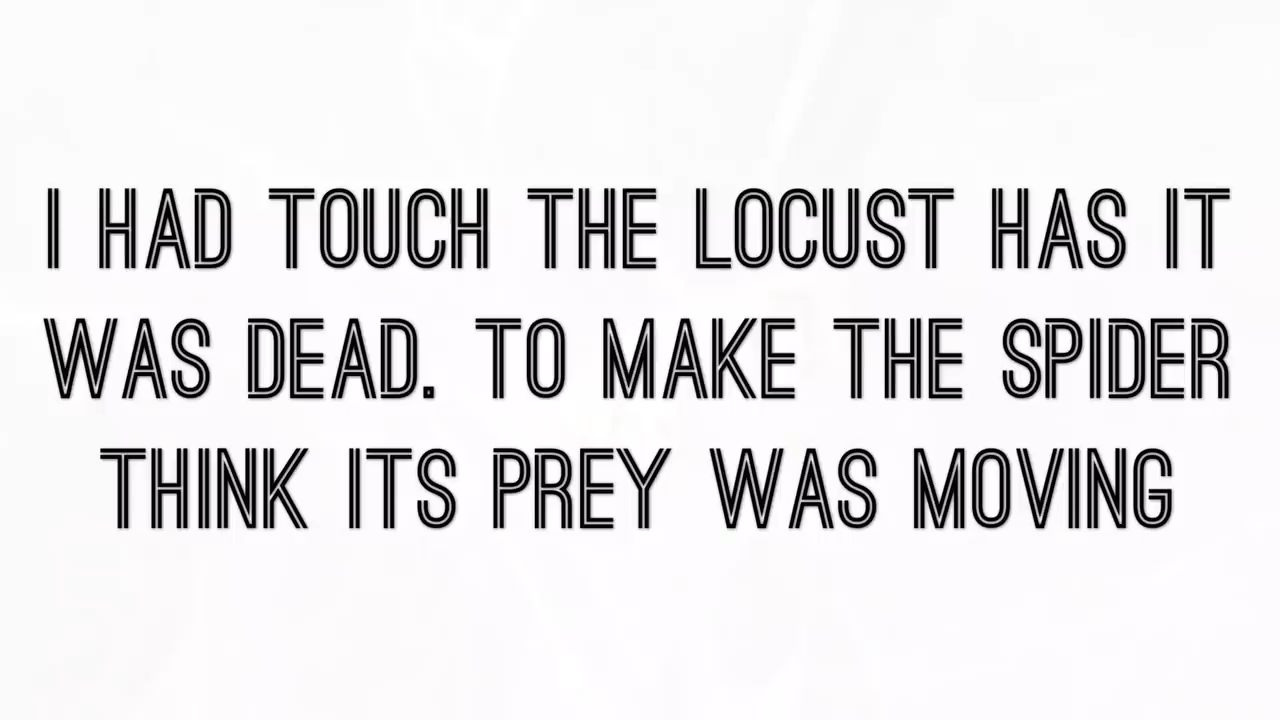 I HAD TOUCH THE LOCUST HAS IT
WAS DEAD. TO MAKE THE SPIDER
THINK ITS PREY WAS MOVING